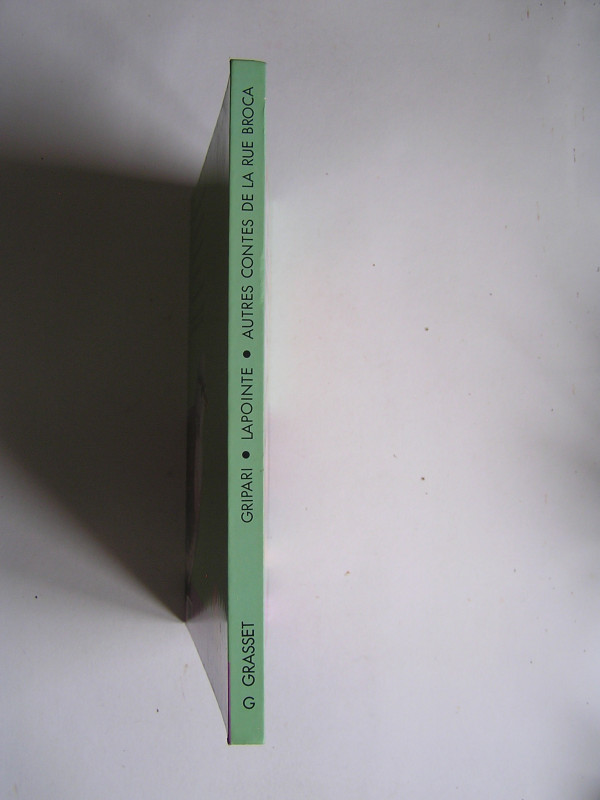 G GRASSET GRIPARI • LAPOINTE • AUTRES CONTES DE LA RUE BROCA